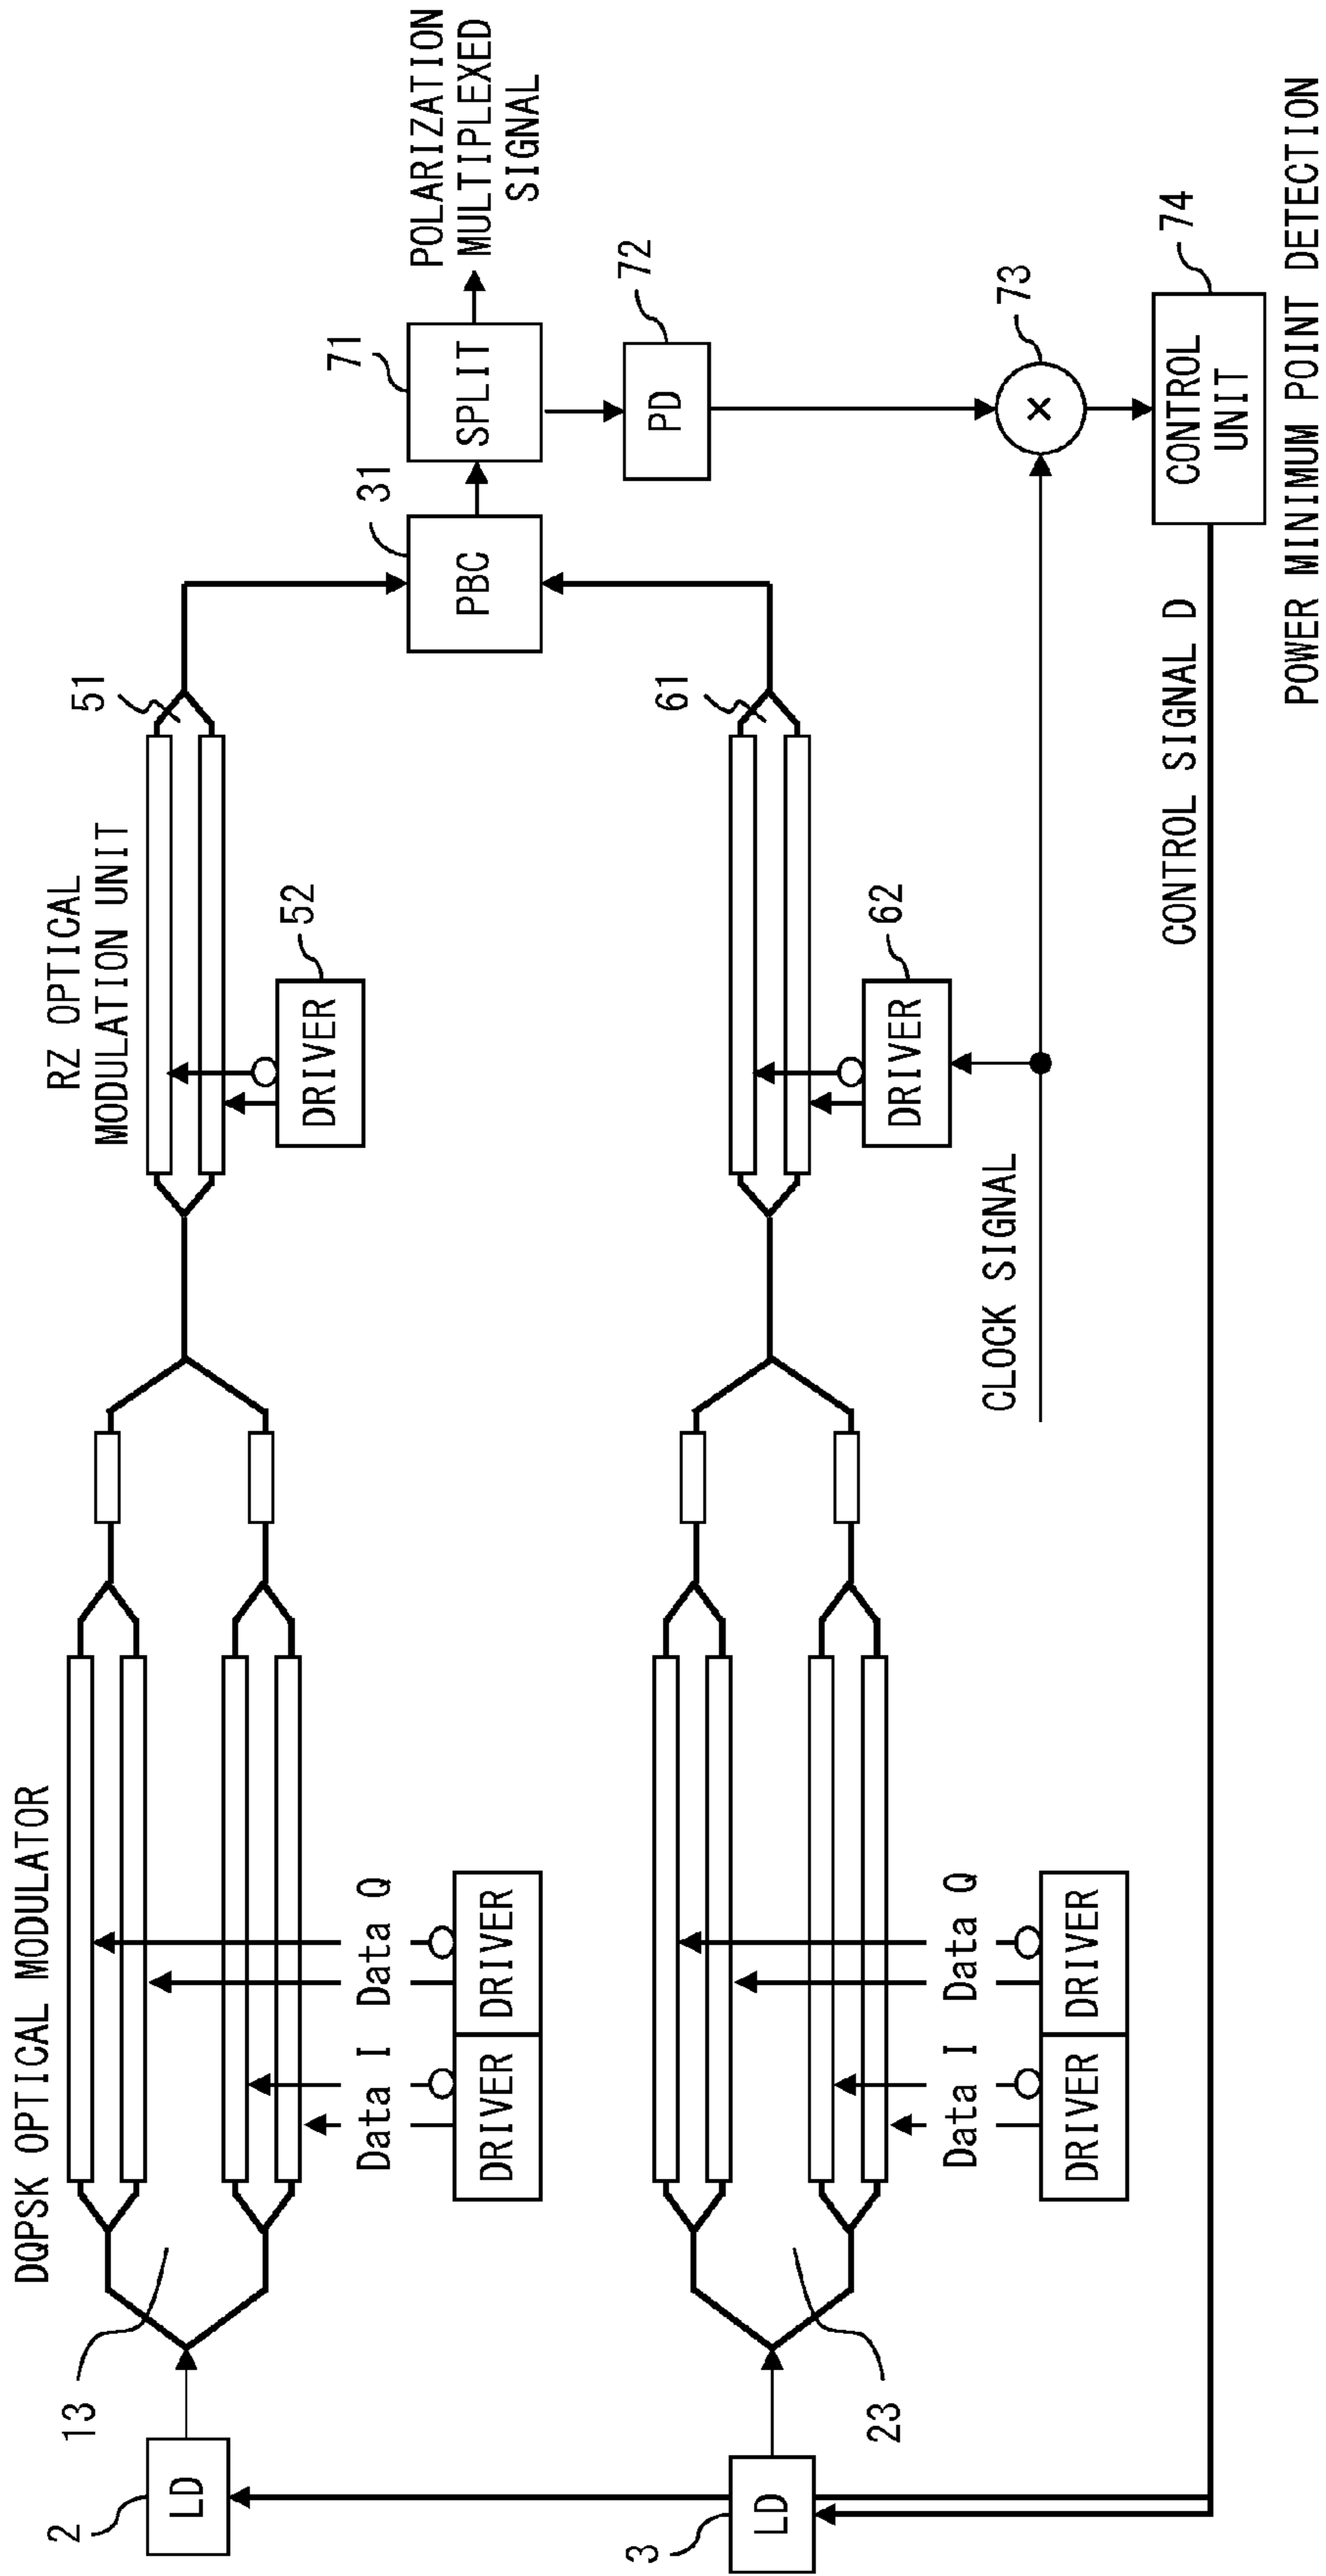 DQPSK OPTICAL MODULATOR
RZ OPTICAL
MODULATION UNIT
13
51
2
LD
Data I
Data Q
DRIVER
DRIVER
DRIVER
52
31
PBC
71
SPLIT
POLARIZATION
MULTIPLEXED
SIGNAL
72
PD
61
3
LD
23
Data I
Data Q
DRIVER
DRIVER
DRIVER
62
CLOCK SIGNAL
73
×
74
CONTROL
UNIT
CONTROL SIGNAL D
POWER MINIMUM POINT DETECTION